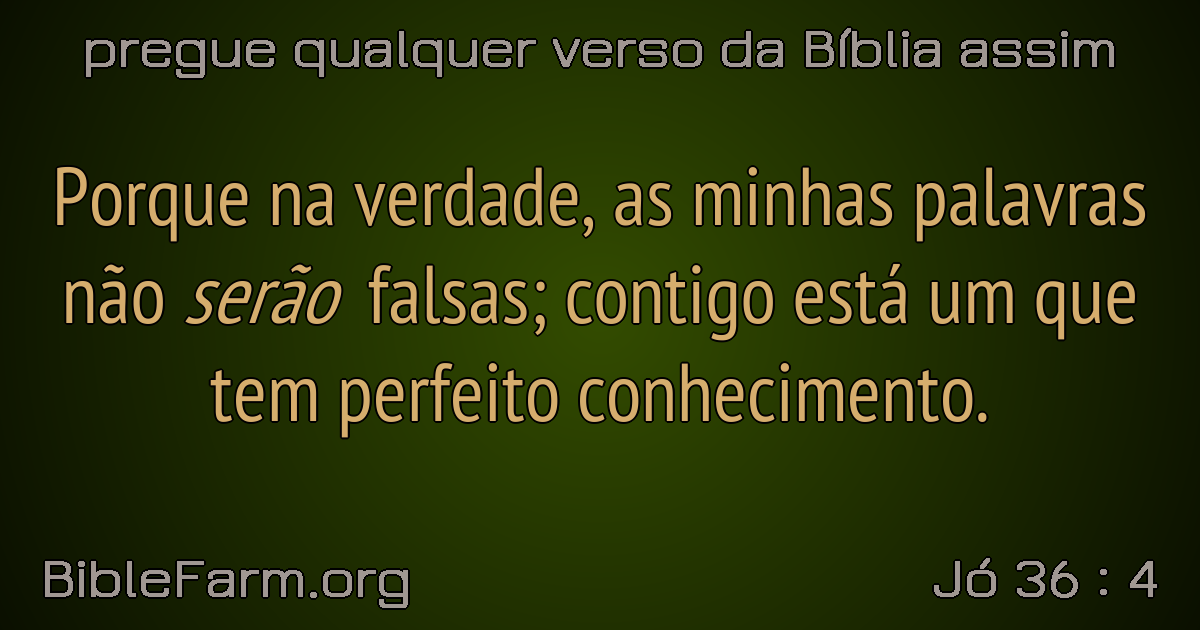 pregue qualquer verso da Bíblia assim
Porque na verdade, as minhas palavras
não serão falsas; contigo está um que
tem perfeito conhecimento.
BibleFarm.org
Jó 36 : 4